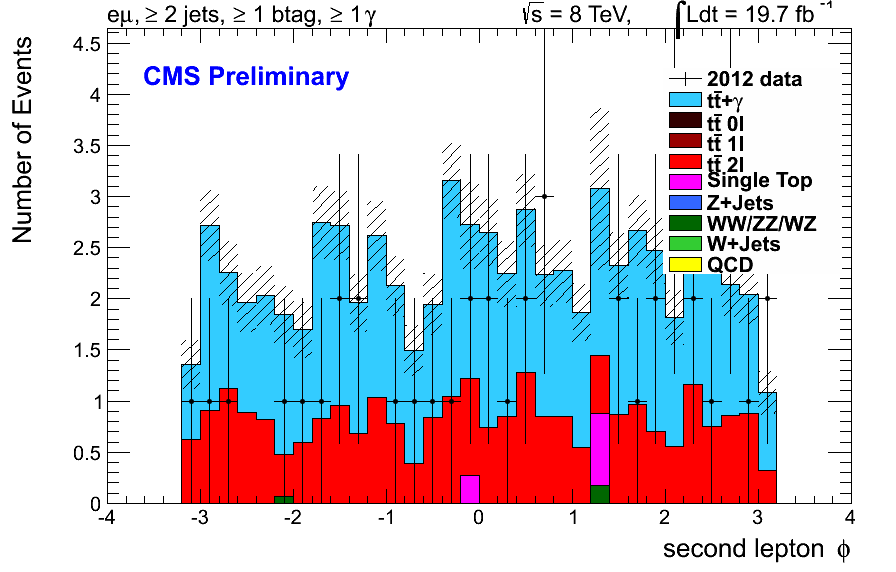 eμ, ≥ 2 jets, ≥ 1 btag, ≥ 1 γ
√s = 8 TeV, ∫Ldt = 19.7 fb⁻¹
CMS Preliminary
2012 data
tt̄+γ
tt̄ 0l
tt̄ 1l
tt̄ 2l
Single Top
Z+Jets
WW/ZZ/WZ
W+Jets
QCD
Number of Events
4.5
4
3.5
3
2.5
2
1.5
1
0.5
0
-4 -3 -2 -1 0 1 2 3 4
second lepton ϕ